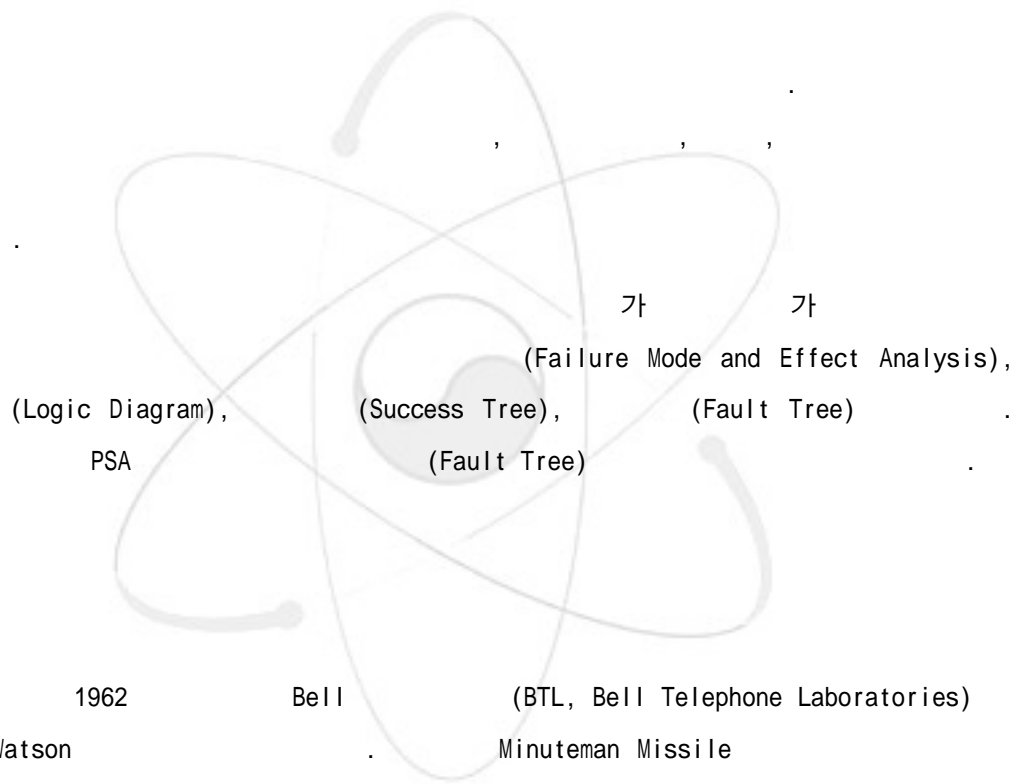 .
, , ,
.
가 가
(Failure Mode and Effect Analysis),
(Logic Diagram), (Success Tree), (Fault Tree) .
PSA (Fault Tree) .
1962 Bell (BTL, Bell Telephone Laboratories)
Watson . Minuteman Missile